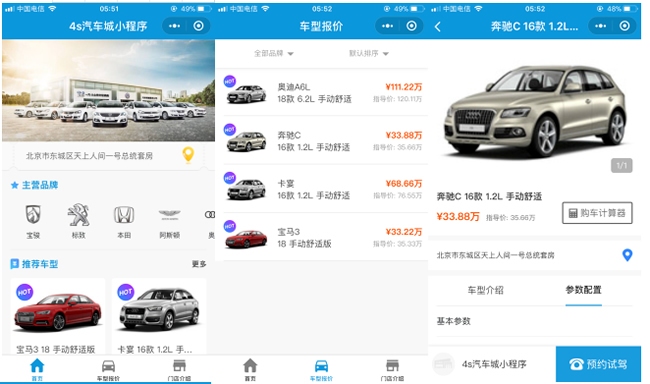 中国电信
05:51
49%
4s汽车城小程序
北京市东城区天上人间一号总统套房
主营品牌
宝骏
标致
本田
阿斯顿
奥
推荐车型
更多
HOT
HOT
宝马3 18 手动舒适版
卡宴 16款 1.2L 手...
首页
车型报价
门店介绍
中国电信
05:52
49%
车型报价
全部品牌
默认排序
HOT
奥迪A6L
¥111.22万
18款 6.2L 手动舒适
指导价: 120.11万
HOT
奔驰C
¥33.88万
16款 1.2L 手动舒适
指导价: 35.66万
HOT
卡宴
¥68.66万
16款 1.2L 手动舒适
指导价: 76.55万
HOT
宝马3
¥33.22万
18 手动舒适版
指导价: 35.33万
首页
车型报价
门店介绍
中国电信
05:52
48%
奔驰C 16款 1.2L...
1/1
奔驰C 16款 1.2L 手动舒适
¥33.88万
指导价: 35.66万
购车计算器
北京市东城区天上人间一号总统套房
车型介绍
参数配置
基本参数
4s汽车城小程序
预约试驾